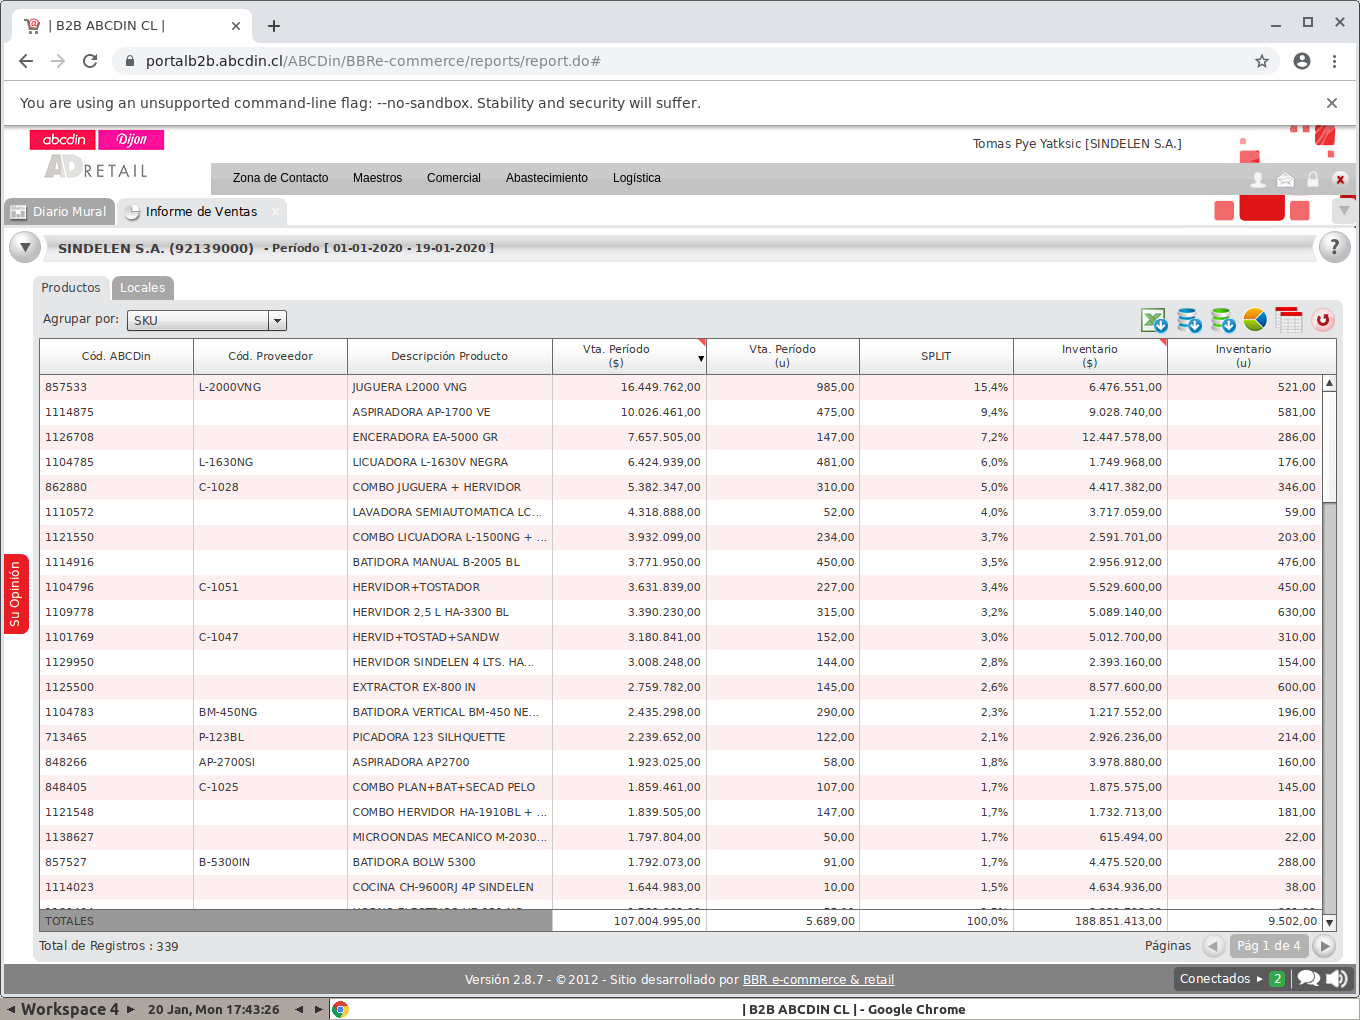 | B2B ABCDIN CL |
portalb2b.abcdin.cl/ABCDin/BBRe-commerce/reports/report.do#
You are using an unsupported command-line flag: --no-sandbox. Stability and security will suffer.
abcdin Dijon
ADRETAIL
Tomas Pye Yatksic [SINDELEN S.A.]
Zona de Contacto Maestros Comercial Abastecimiento Logística
Diario Mural Informe de Ventas x
SINDELEN S.A. (92139000) - Período [ 01-01-2020 - 19-01-2020 ] ?
Productos Locales
Agrupar por: SKU
Cód. ABCDin Cód. Proveedor Descripción Producto Vta. Período ($) Vta. Período (u) SPLIT Inventario ($) Inventario (u)
857533 L-2000VNG JUGUERA L2000 VNG 16.449.762,00 985,00 15,4% 6.476.551,00 521,00
1114875 ASPIRADORA AP-1700 VE 10.026.461,00 475,00 9,4% 9.028.740,00 581,00
1126708 ENCERADORA EA-5000 GR 7.657.505,00 147,00 7,2% 12.447.578,00 286,00
1104785 L-1630NG LICUADORA L-1630V NEGRA 6.424.939,00 481,00 6,0% 1.749.968,00 176,00
862880 C-1028 COMBO JUGUERA + HERVIDOR 5.382.347,00 310,00 5,0% 4.417.382,00 346,00
1110572 LAVADORA SEMIAUTOMATICA LC... 4.318.888,00 52,00 4,0% 3.717.059,00 59,00
1121550 COMBO LICUADORA L-1500NG + ... 3.932.099,00 234,00 3,7% 2.591.701,00 203,00
1114916 BATIDORA MANUAL B-2005 BL 3.771.950,00 450,00 3,5% 2.956.912,00 476,00
1104796 C-1051 HERVIDOR+TOSTADOR 3.631.839,00 227,00 3,4% 5.529.600,00 450,00
1109778 HERVIDOR 2,5 L HA-3300 BL 3.390.230,00 315,00 3,2% 5.089.140,00 630,00
1101769 C-1047 HERVID+TOSTAD+SANDW 3.180.841,00 152,00 3,0% 5.012.700,00 310,00
1129950 HERVIDOR SINDELEN 4 LTS. HA... 3.008.248,00 144,00 2,8% 2.393.160,00 154,00
1125500 EXTRACTOR EX-800 IN 2.759.782,00 145,00 2,6% 8.577.600,00 600,00
1104783 BM-450NG BATIDORA VERTICAL BM-450 NE... 2.435.298,00 290,00 2,3% 1.217.552,00 196,00
713465 P-123BL PICADORA 123 SILHQUETTE 2.239.652,00 122,00 2,1% 2.926.236,00 214,00
848266 AP-2700SI ASPIRADORA AP2700 1.923.025,00 58,00 1,8% 3.978.880,00 160,00
848405 C-1025 COMBO PLAN+BAT+SECAD PELO 1.859.461,00 107,00 1,7% 1.875.575,00 145,00
1121548 COMBO HERVIDOR HA-1910BL + ... 1.839.505,00 147,00 1,7% 1.732.713,00 181,00
1138627 MICROONDAS MECANICO M-2030... 1.797.804,00 50,00 1,7% 615.494,00 22,00
857527 B-5300IN BATIDORA BOLW 5300 1.792.073,00 91,00 1,7% 4.475.520,00 288,00
1114023 COCINA CH-9600RJ 4P SINDELEN 1.644.983,00 10,00 1,5% 4.634.936,00 38,00
TOTALES 107.004.995,00 5.689,00 100,0% 188.851.413,00 9.502,00
Total de Registros : 339 Páginas Pág 1 de 4
Su Opinión
Versión 2.8.7 - ©2012 - Sitio desarrollado por BBR e-commerce & retail
Conectados 2
Workspace 4 20 Jan, Mon 17:43:26 | B2B ABCDIN CL | - Google Chrome